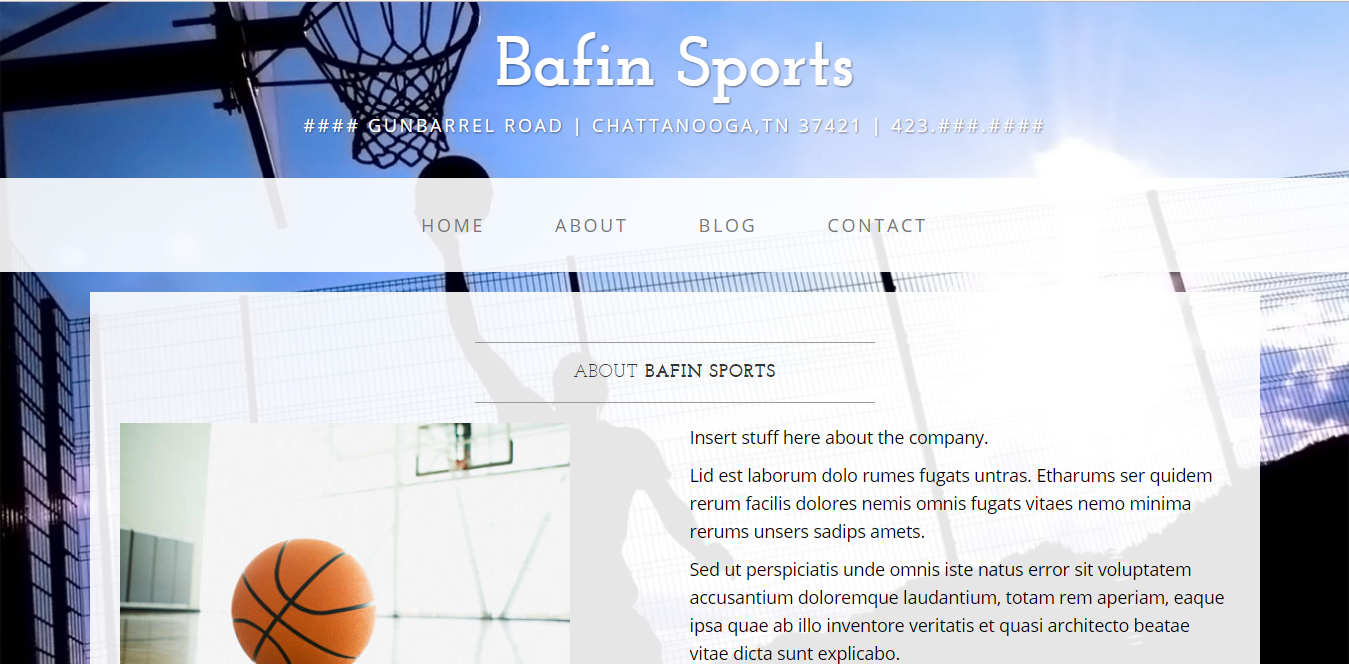 Bafin Sports
#### GUNBARREL ROAD | CHATTANOOGA,TN 37421 | 423.###.####
HOME ABOUT BLOG CONTACT
ABOUT BAFIN SPORTS
Insert stuff here about the company.
Lid est laborum dolo rumes fugats untras. Etharums ser quidem
rerum facilis dolores nemis omnis fugats vitaes nemo minima
rerums unsers sadips amets.
Sed ut perspiciatis unde omnis iste natus error sit voluptatem
accusantium doloremque laudantium, totam rem aperiam, eaque
ipsa quae ab illo inventore veritatis et quasi architecto beatae
vitae dicta sunt explicabo.